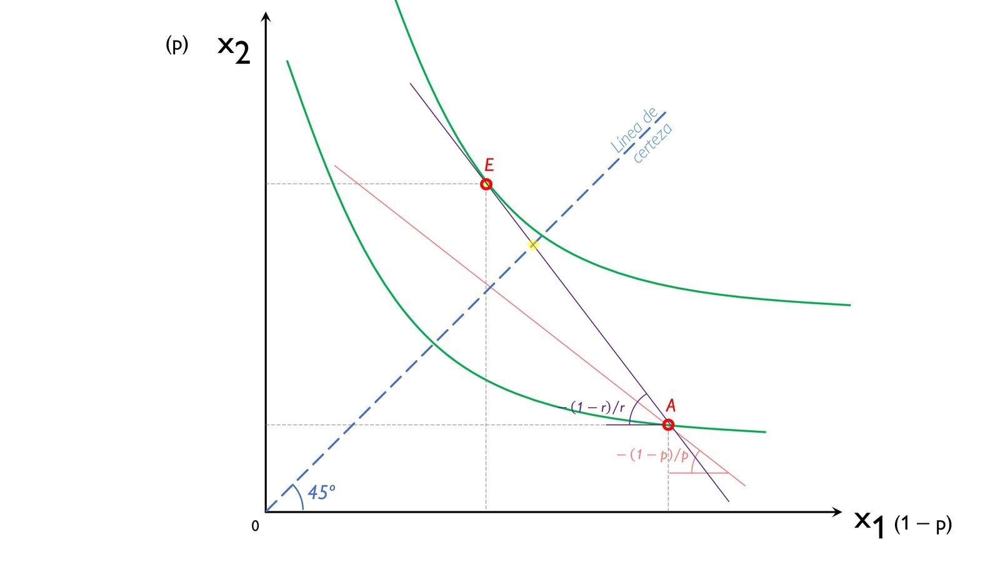 (p) x2
Línea de
certeza
E
− (1 − r)/r
A
− (1 − p)/p
45º
0
x1 (1 − p)